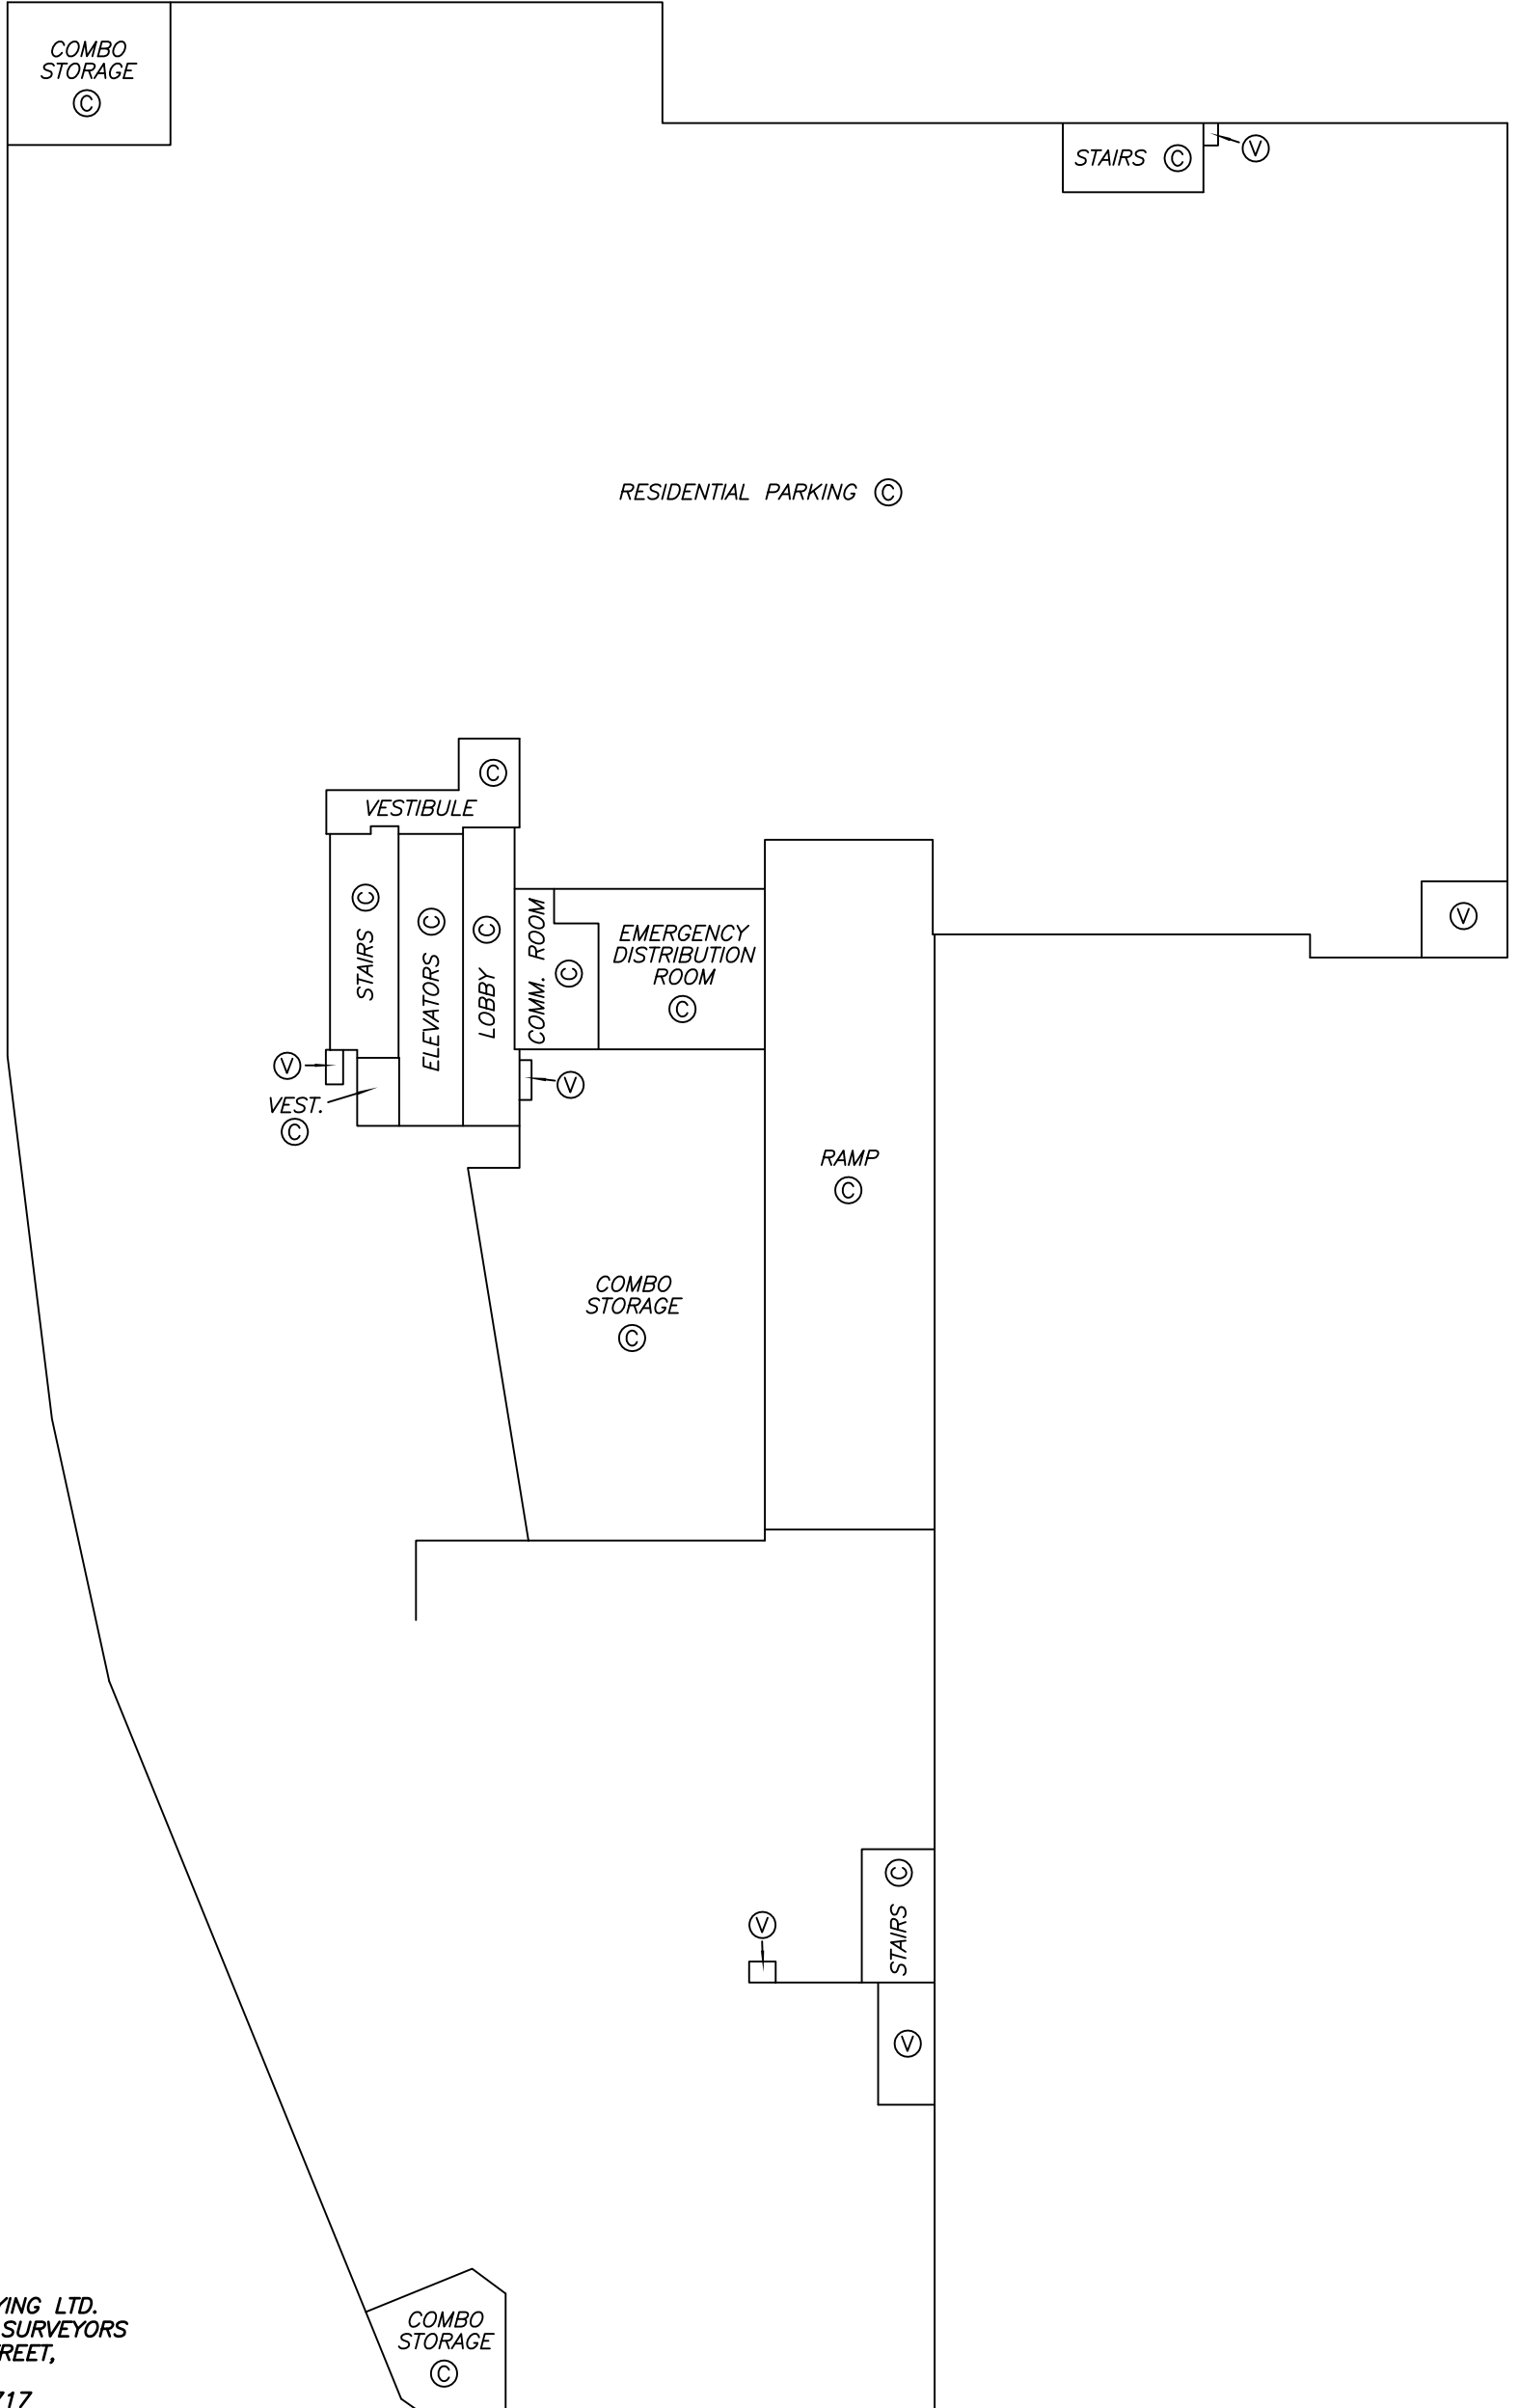 COMBO
STORAGE
Ⓒ
STAIRS Ⓒ
Ⓥ
RESIDENTIAL PARKING Ⓒ
Ⓒ
VESTIBULE
STAIRS Ⓒ
ELEVATORS Ⓒ
LOBBY Ⓒ
COMM. ROOM
Ⓒ
EMERGENCY
DISTRIBUTION
ROOM
Ⓒ
Ⓥ
Ⓥ
VEST.
Ⓒ
Ⓥ
RAMP
Ⓒ
COMBO
STORAGE
Ⓒ
STAIRS Ⓒ
Ⓥ
Ⓥ
COMBO
STORAGE
Ⓒ
LTD.
SURVEYORS